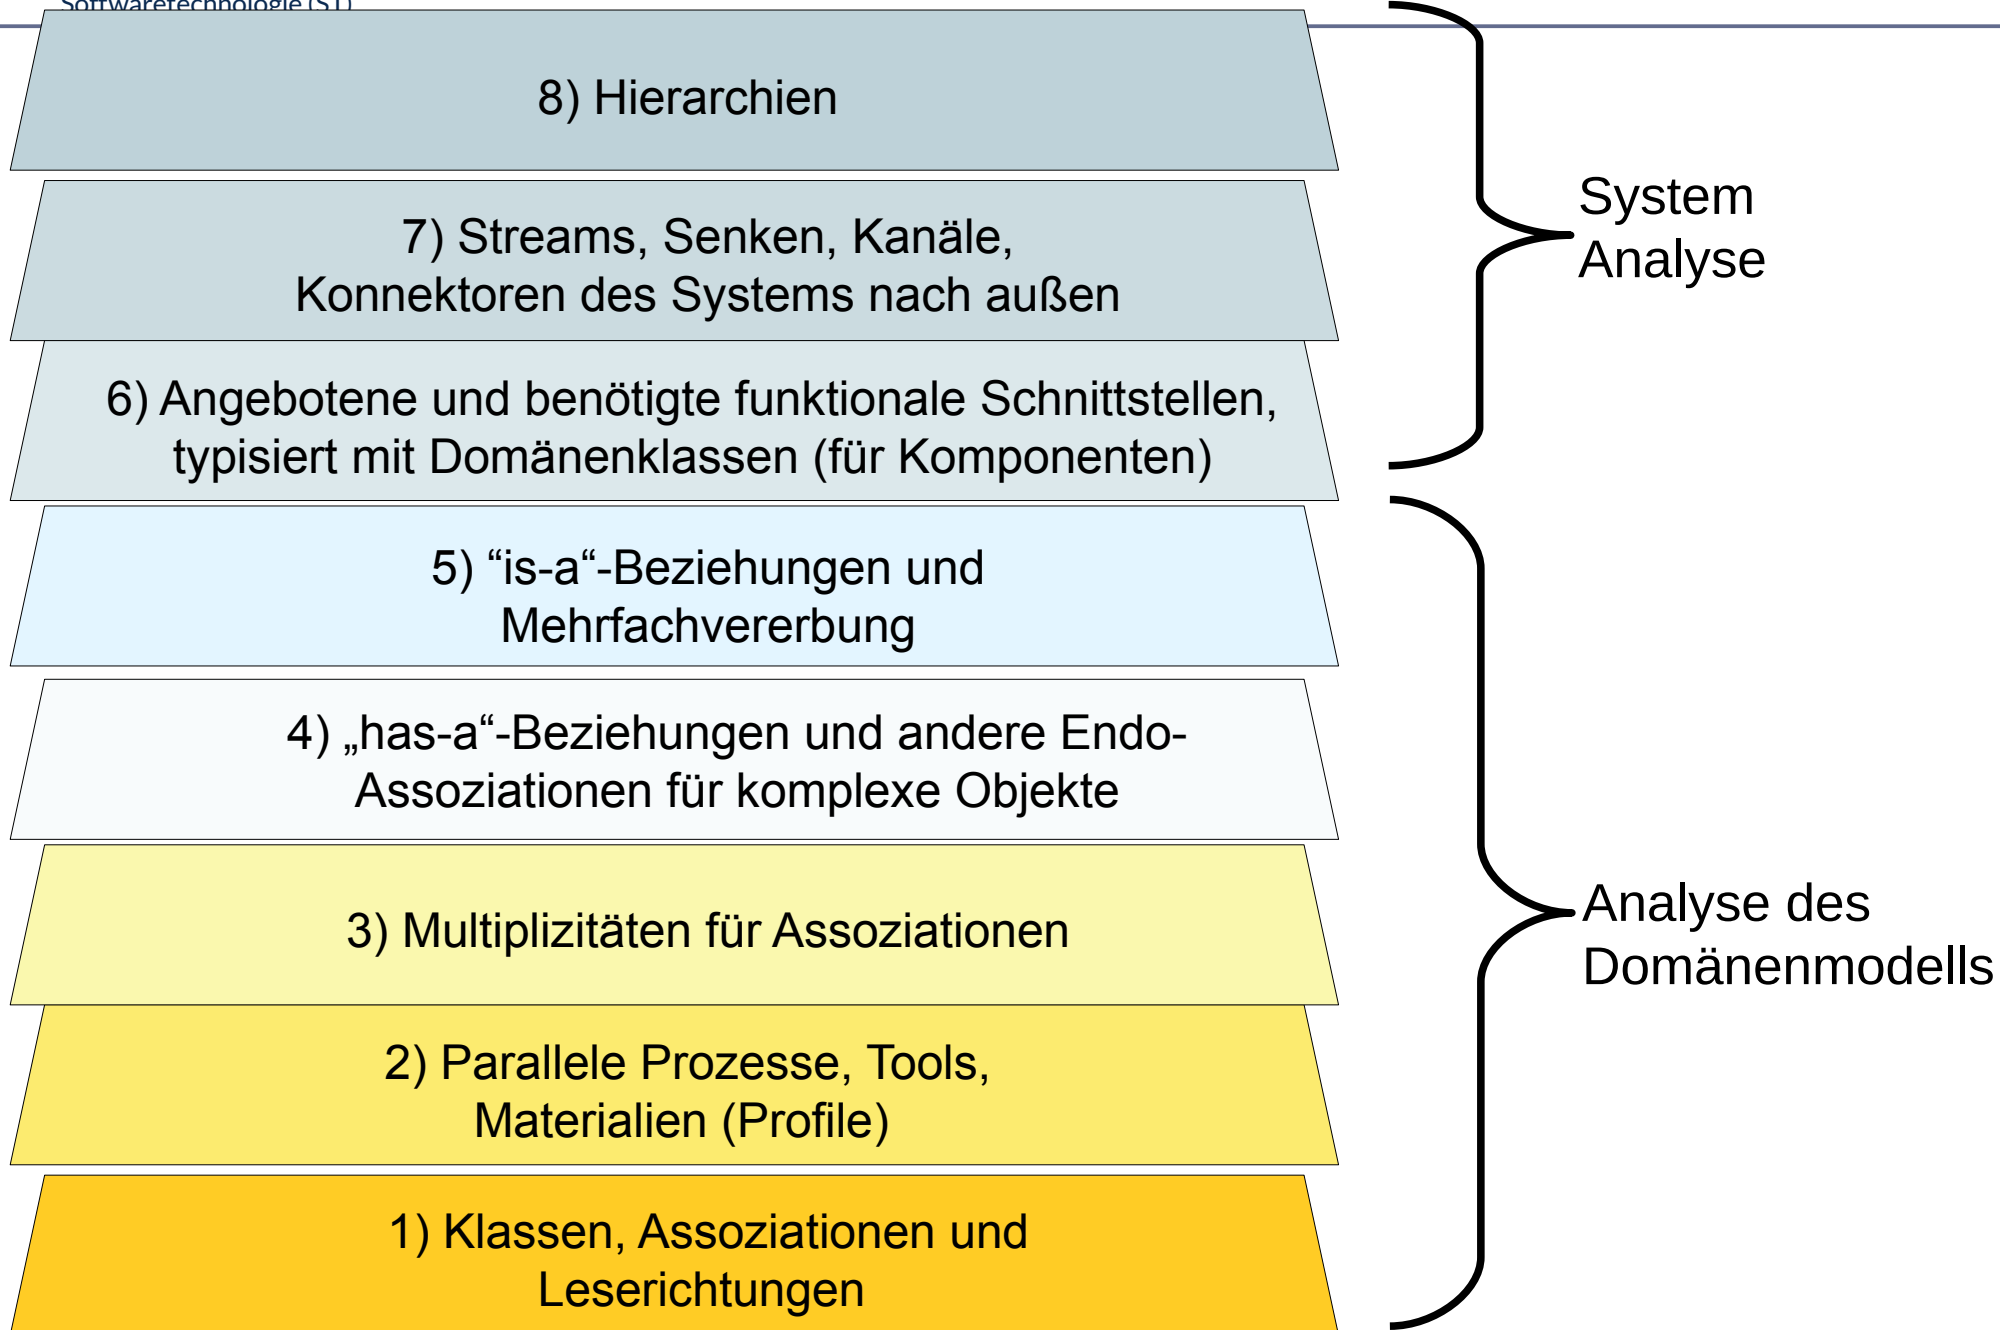 Softwaretechnologie (ST)
8) Hierarchien
7) Streams, Senken, Kanäle,
Konnektoren des Systems nach außen
System
Analyse
6) Angebotene und benötigte funktionale Schnittstellen,
typisiert mit Domänenklassen (für Komponenten)
5) “is-a“-Beziehungen und
Mehrfachvererbung
4) „has-a“-Beziehungen und andere Endo-
Assoziationen für komplexe Objekte
3) Multiplizitäten für Assoziationen
Analyse des
Domänenmodells
2) Parallele Prozesse, Tools,
Materialien (Profile)
1) Klassen, Assoziationen und
Leserichtungen